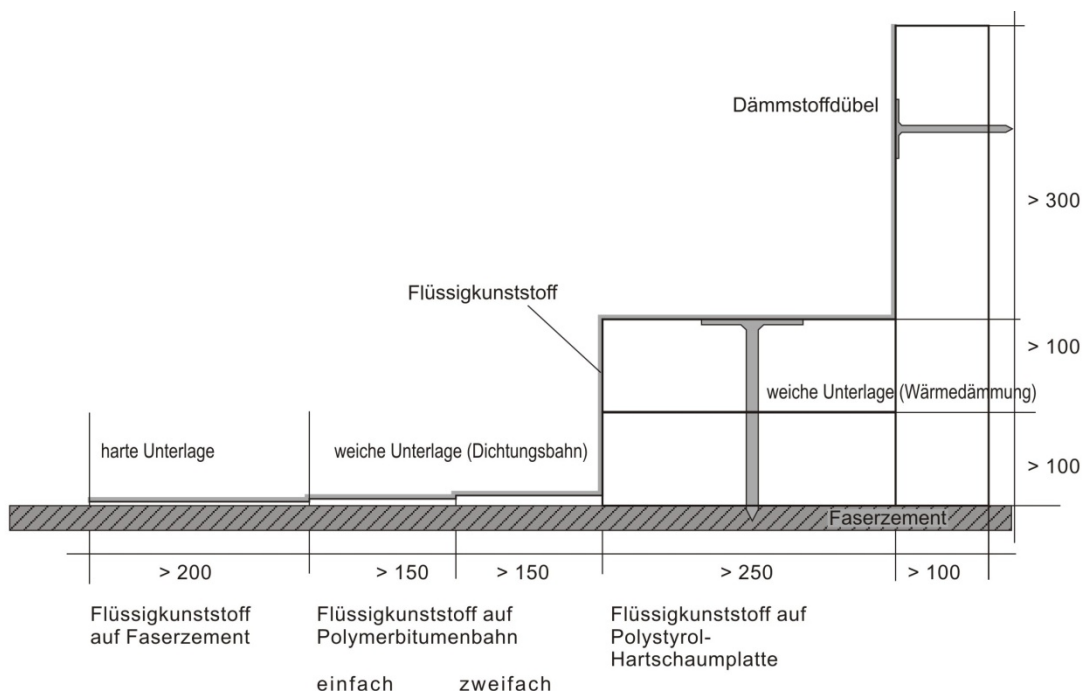 Dämmstoffdübel
> 300
Flüssigkunststoff
> 100
weiche Unterlage (Wärmedämmung)
harte Unterlage
weiche Unterlage (Dichtungsbahn)
> 100
Faserzement
> 200
> 150
> 150
> 250
> 100
Flüssigkunststoff
auf Faserzement
Flüssigkunststoff auf
Polymerbitumenbahn
einfach zweifach
Flüssigkunststoff auf
Polystyrol-
Hartschaumplatte